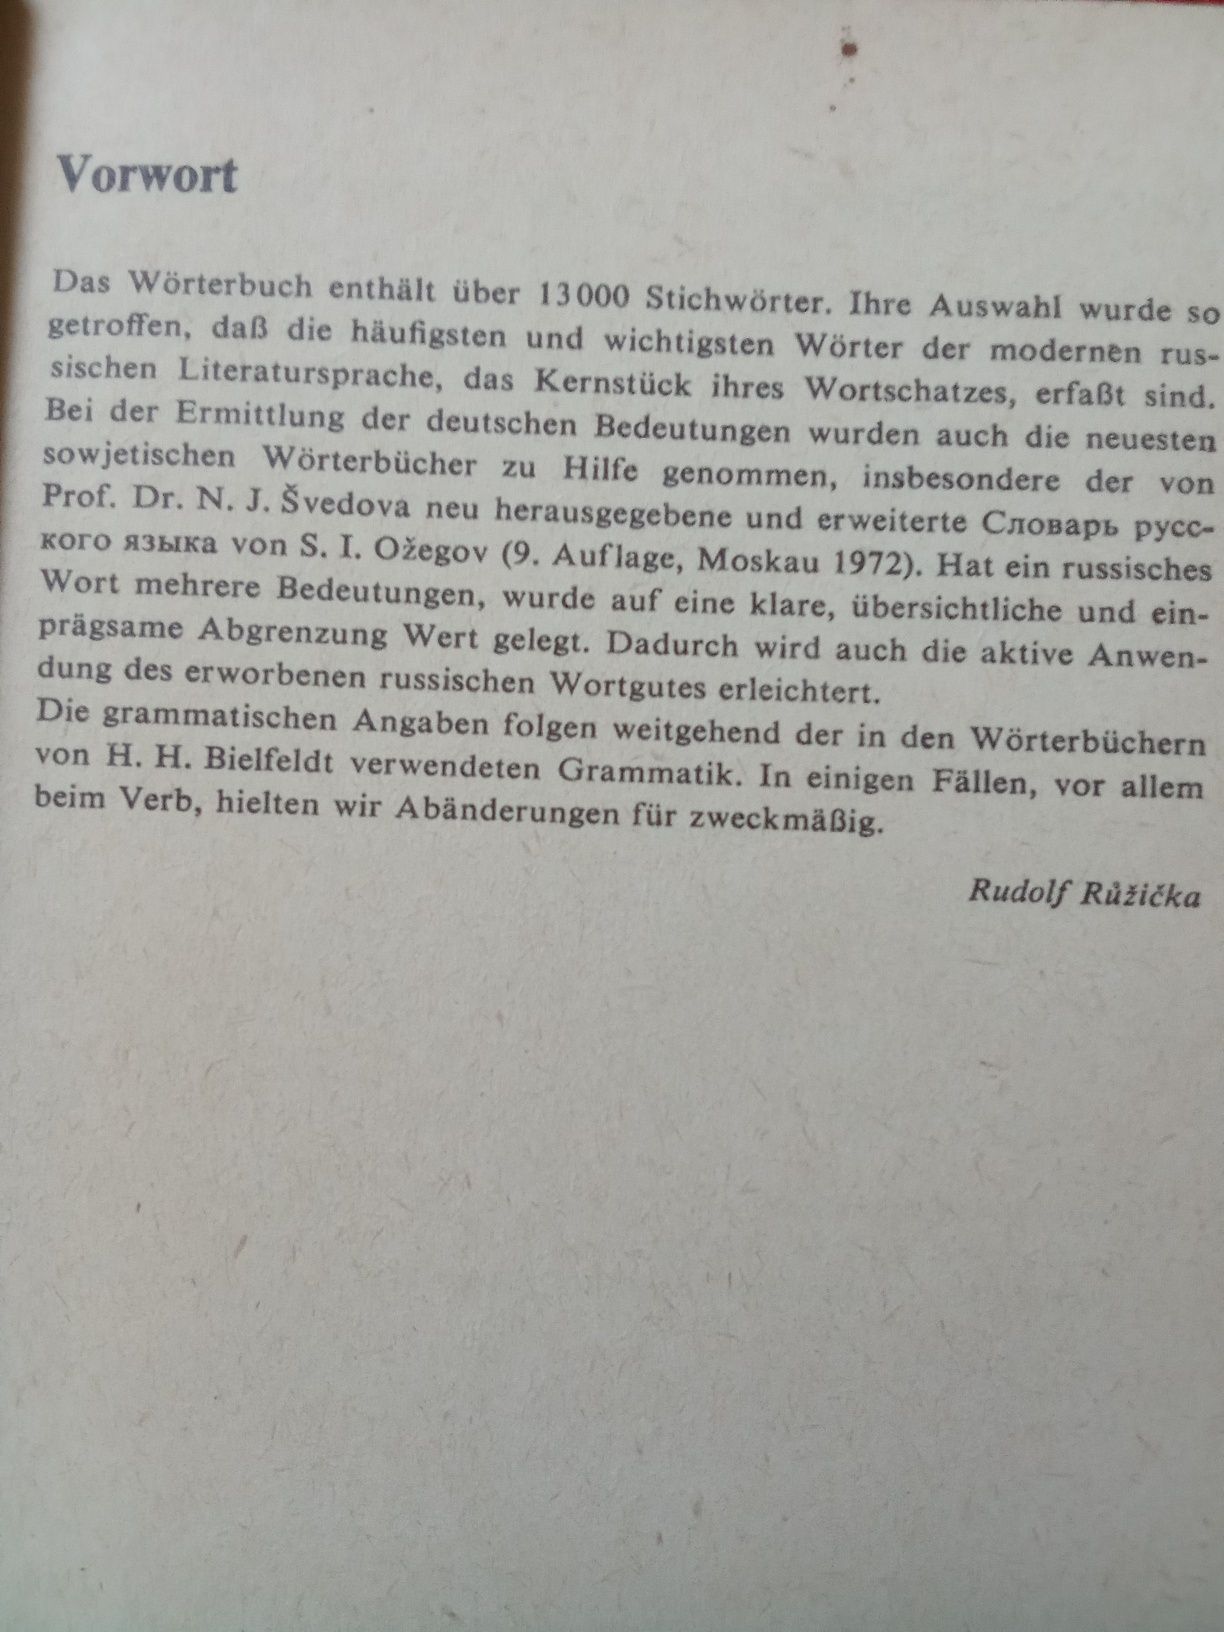 Vorwort
Das Wörterbuch enthält über 13000 Stichwörter. Ihre Auswahl wurde so
getroffen, daß die häufigsten und wichtigsten Wörter der modernen rus-
sischen Literatursprache, das Kernstück ihres Wortschatzes, erfaßt sind.
Bei der Ermittlung der deutschen Bedeutungen wurden auch die neuesten
sowjetischen Wörterbücher zu Hilfe genommen, insbesondere der von
Prof. Dr. N. J. Švedova neu herausgegebene und erweiterte Словарь русс-
кого языка von S. I. Ožegov (9. Auflage, Moskau 1972). Hat ein russisches
Wort mehrere Bedeutungen, wurde auf eine klare, übersichtliche und ein-
prägsame Abgrenzung Wert gelegt. Dadurch wird auch die aktive Anwen-
dung des erworbenen russischen Wortgutes erleichtert.
Die grammatischen Angaben folgen weitgehend der in den Wörterbüchern
von H. H. Bielfeldt verwendeten Grammatik. In einigen Fällen, vor allem
beim Verb, hielten wir Abänderungen für zweckmäßig.
Rudolf Růžička